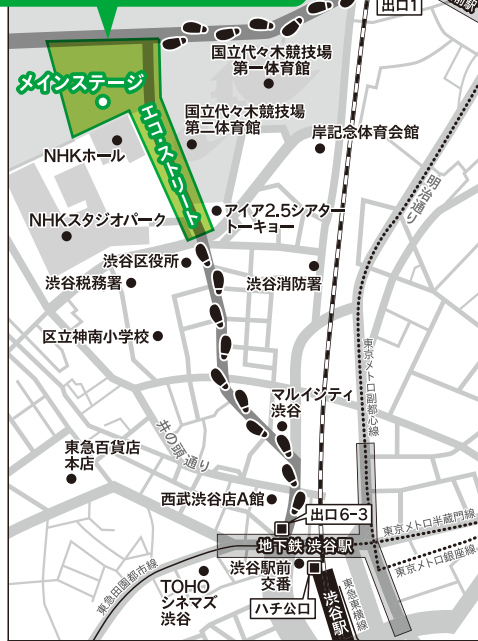 出口1
国立代々木競技場
第一体育館
メインステージ
エコ・ストリート
国立代々木競技場
第二体育館
岸記念体育会館
NHKホール
明治通り
NHKスタジオパーク
アイア2.5シアター
トーキョー
渋谷区役所
渋谷税務署
渋谷消防署
区立神南小学校
東京メトロ副都心線
マルイシティ
渋谷
井の頭通り
東急百貨店
本店
西武渋谷店A館
出口6-3
東京メトロ半蔵門線
地下鉄 渋谷駅
東京メトロ銀座線
東急田園都市線
渋谷駅前
交番
TOHO
シネマズ
渋谷
ハチ公口
渋谷駅
東急東横線